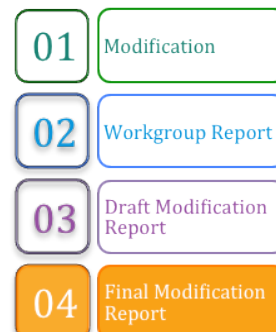 01 Modification
02 Workgroup Report
03 Draft Modification
Report
04 Final Modification
Report